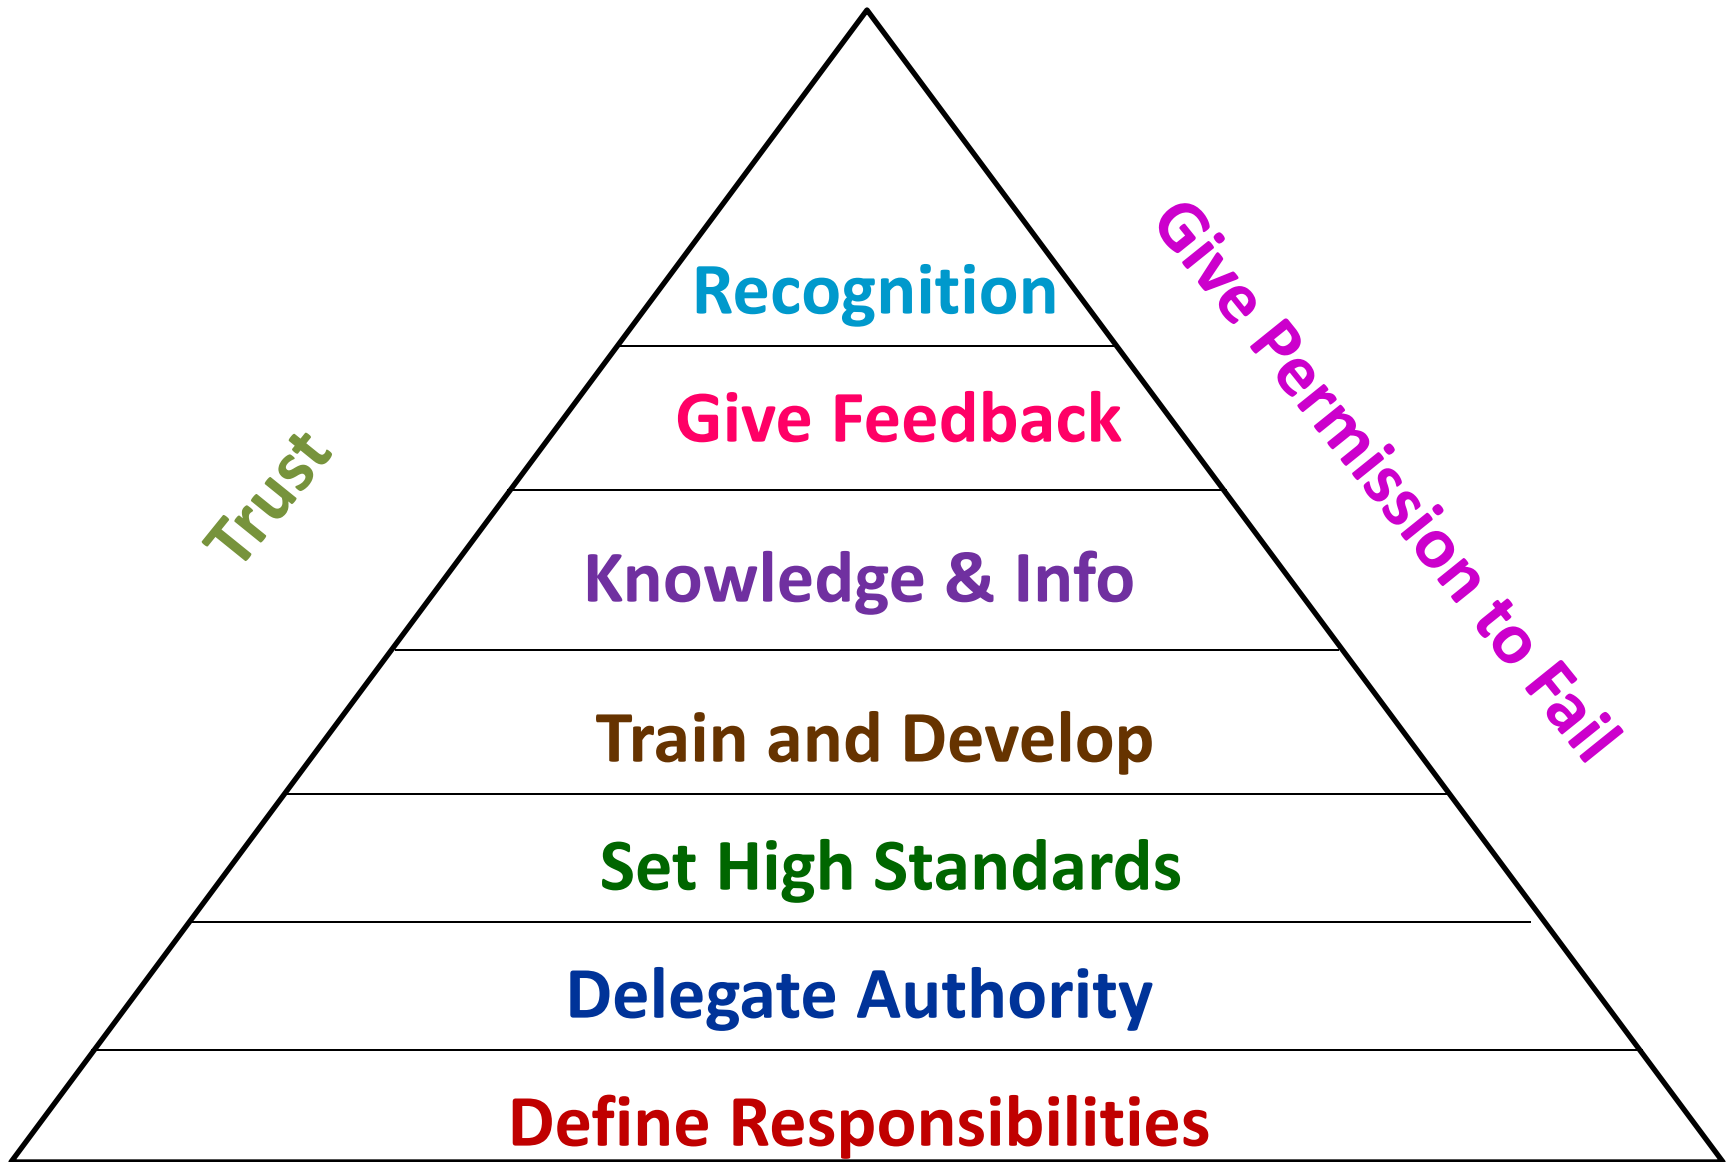 Recognition
Give Feedback
Knowledge & Info
Train and Develop
Set High Standards
Delegate Authority
Define Responsibilities
Trust
Give Permission to Fail